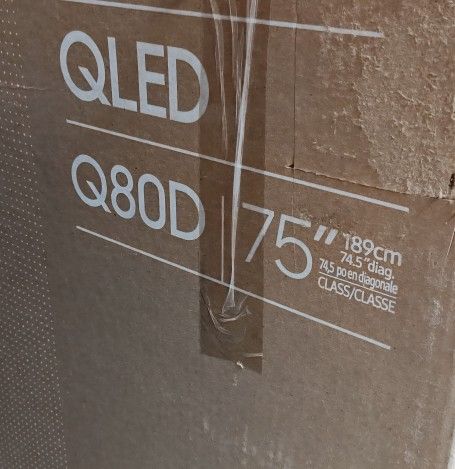 QLED
Q80D 75"
189cm
74.5"diag.
74,5 po en diagonale
CLASS/CLASSE